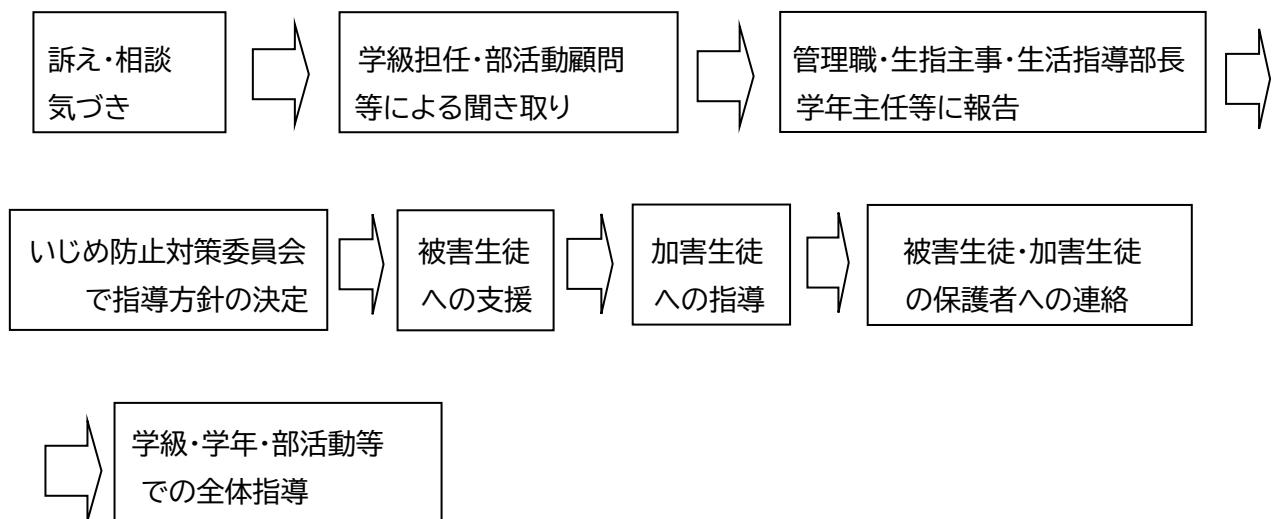 訴え・相談
気づき
学級担任・部活動顧問
等による聞き取り
管理職・生指主事・生活指導部長
学年主任等に報告
いじめ防止対策委員会
で指導方針の決定
被害生徒
への支援
加害生徒
への指導
被害生徒・加害生徒
の保護者への連絡
学級・学年・部活動等
での全体指導